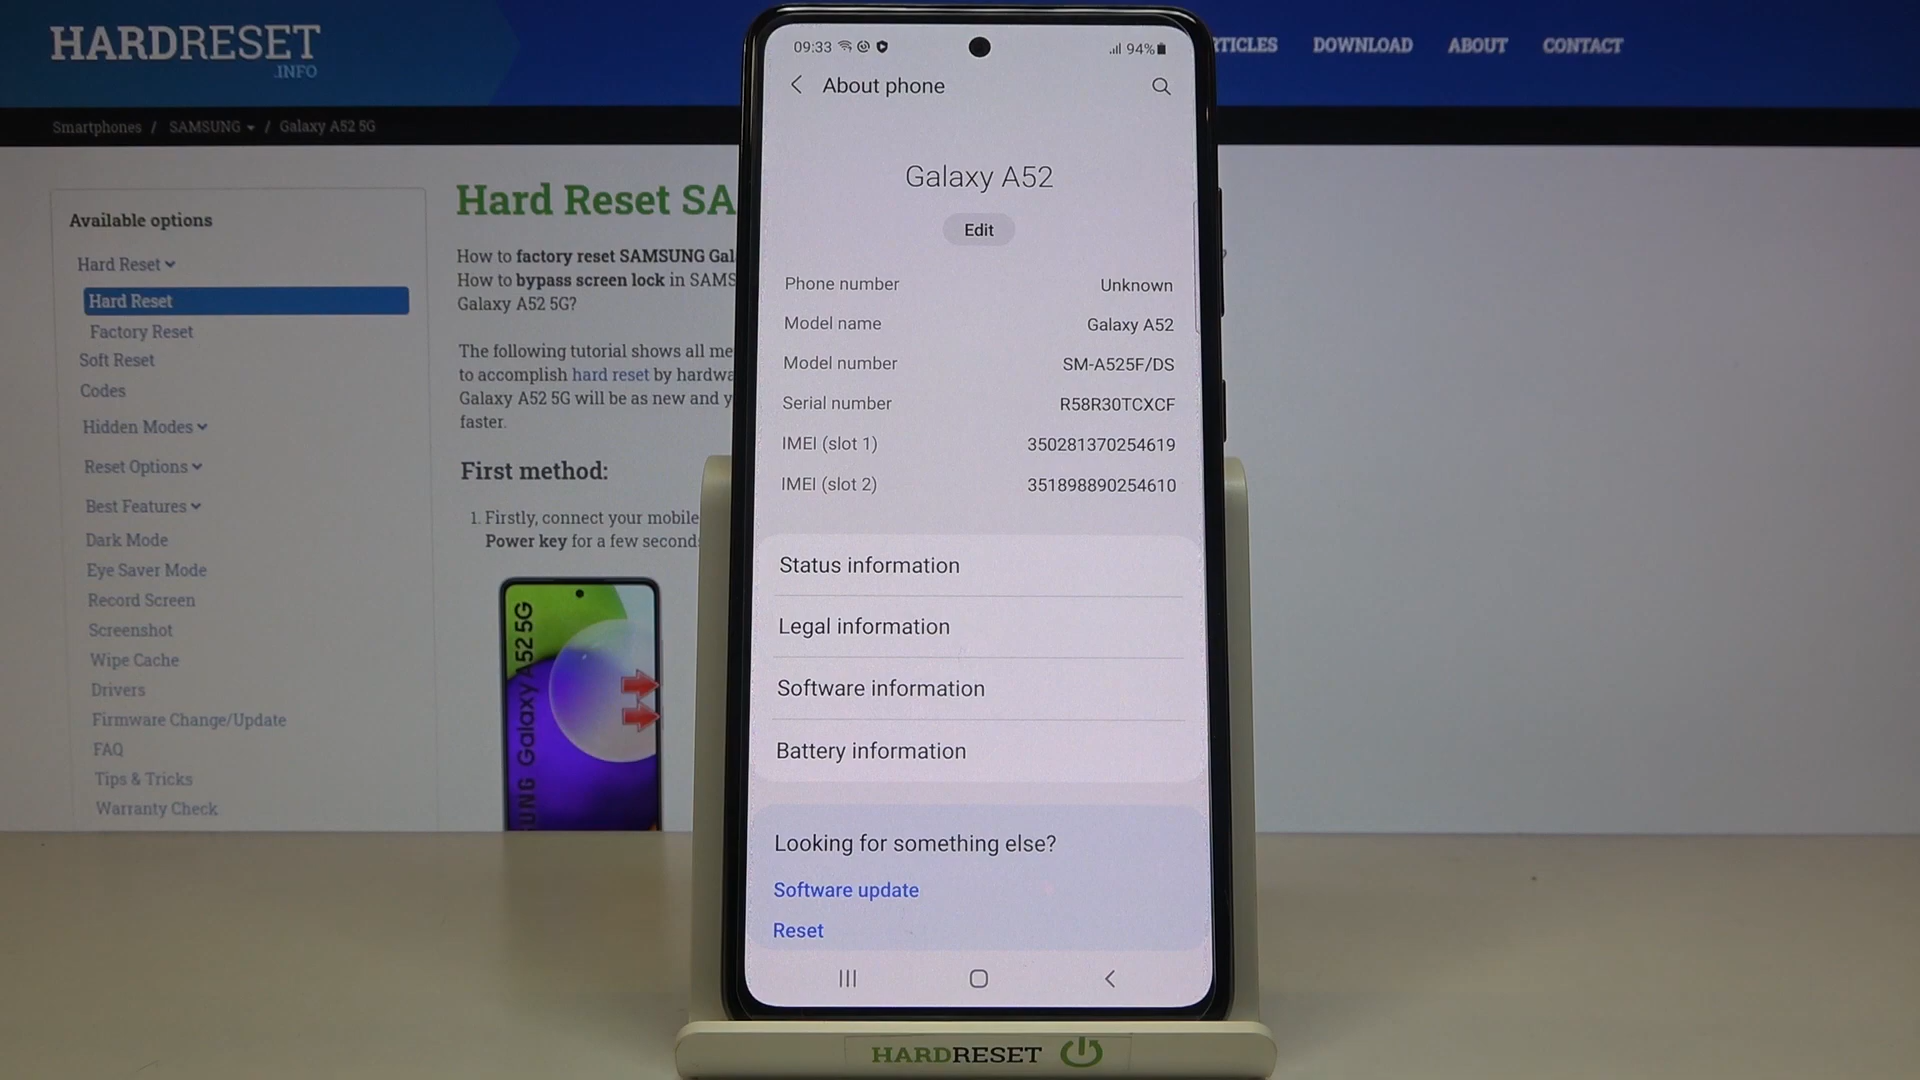 HARDRESET
.INFO
TICLES DOWNLOAD ABOUT CONTACT
Smartphones / SAMSUNG / Galaxy A52 5G
Available options
Hard Reset
Hard Reset
Factory Reset
Soft Reset
Codes
Hidden Modes
Reset Options
Best Features
Dark Mode
Eye Saver Mode
Record Screen
Screenshot
Wipe Cache
Drivers
Firmware Change/Update
FAQ
Tips & Tricks
Warranty Check
Hard Reset SA
How to factory reset SAMSUNG Gal
How to bypass screen lock in SAMS
Galaxy A52 5G?
The following tutorial shows all me
to accomplish hard reset by hardwa
Galaxy A52 5G will be as new and y
faster.
First method:
1. Firstly, connect your mobile
Power key for a few second
SUNG Galaxy A52 5G
09:33 94%
About phone
Galaxy A52
Edit
Phone number Unknown
Model name Galaxy A52
Model number SM-A525F/DS
Serial number R58R30TCXCF
IMEI (slot 1) 350281370254619
IMEI (slot 2) 351898890254610
Status information
Legal information
Software information
Battery information
Looking for something else?
Software update
Reset
HARDRESET